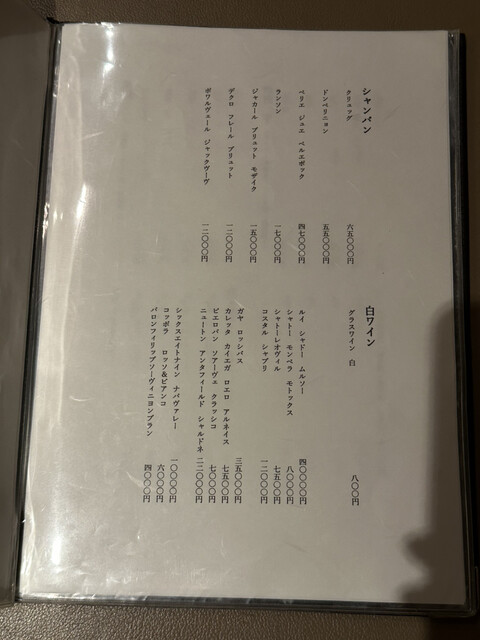 シャンパン
クリュッグ 六五〇〇〇円
ドンペリニョン 五五〇〇〇円
ペリエ ジュエ ベルエポック 四七〇〇〇円
ランソン 一七〇〇〇円
ジャカール ブリュット モザイク 一五〇〇〇円
デクロ フレール ブリュット 一二〇〇〇円
ボワルヴェール ジャックヴーヴ 一二〇〇〇円
白ワイン
グラスワイン 白 八〇〇円
ルイ シャドー ムルソー 四〇〇〇〇円
シャトー モンペラ モトックス 八〇〇〇円
シャトーレオヴィル 七五〇〇円
コスタル シャブリ 一二〇〇〇円
ガヤ ロッシバス 三五〇〇〇円
カレッタ カイエガ ロエロ アルネイス 七五〇〇円
ピエロパン ソアーヴェ クラッシコ 七〇〇〇円
ニュートン アンタフィールド シャルドネ 二二〇〇〇円
シックスエイトナイン ナパヴァレー 一〇〇〇〇円
コッポラ ロッソ&ビアンコ 六〇〇〇円
バロンフィリップソーヴィニヨンブラン 四〇〇〇円